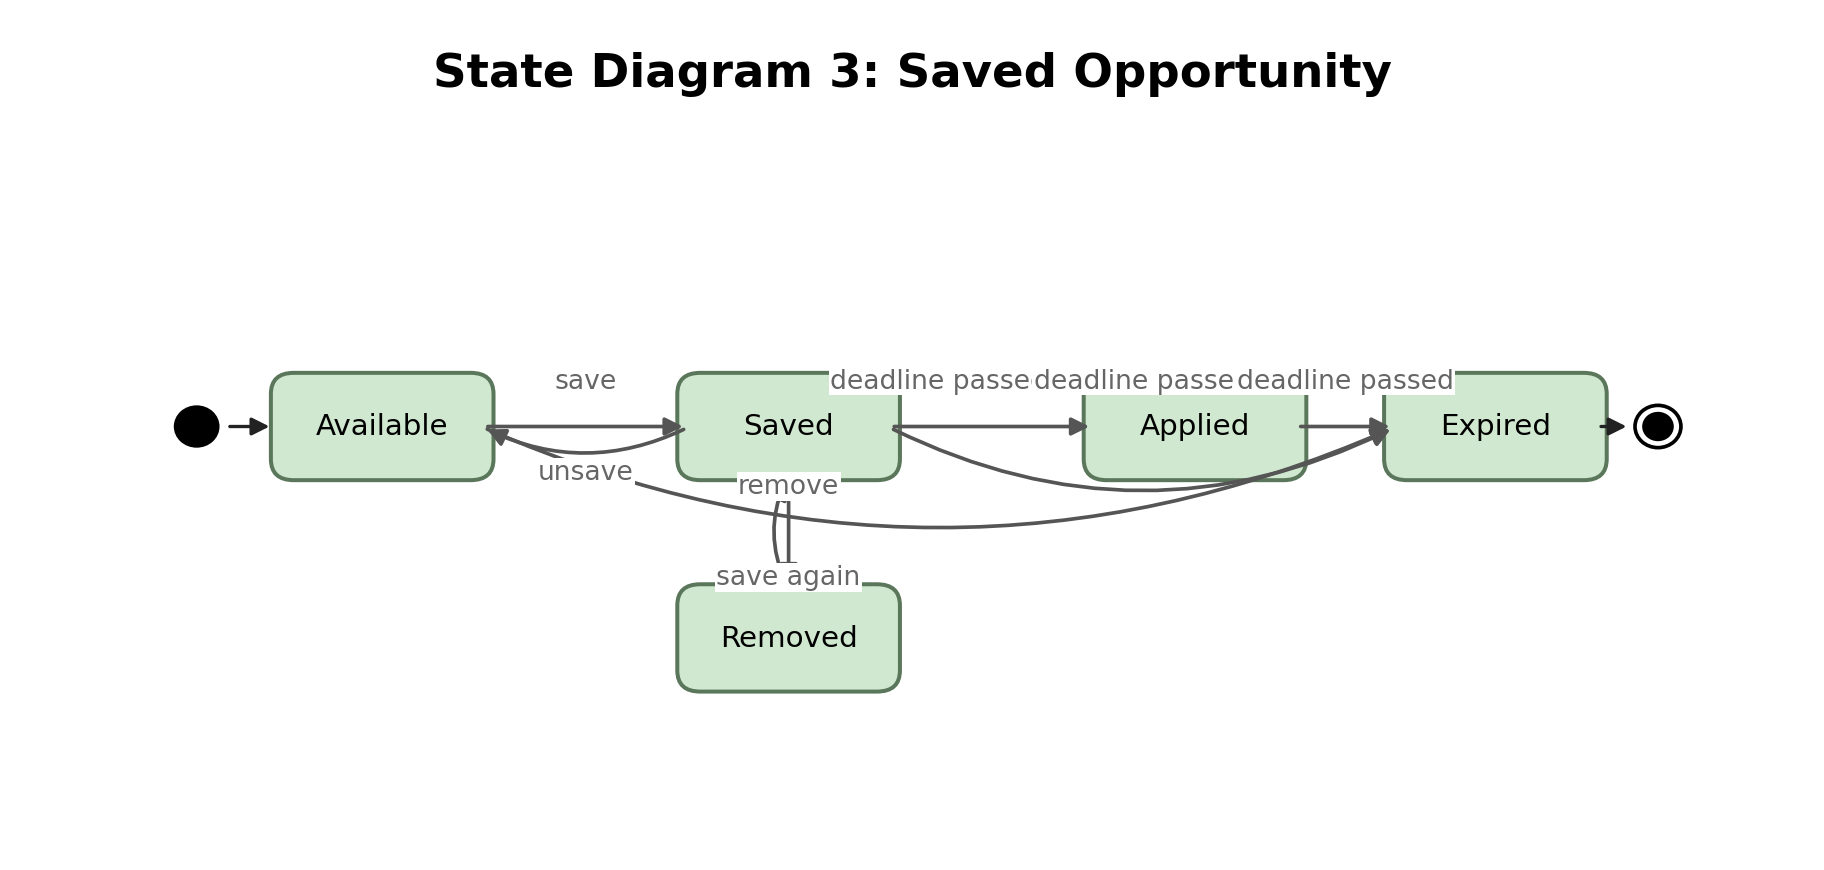 State Diagram 3: Saved Opportunity
save
deadline passe
deadline passe
deadline passed
Available
Saved
Applied
Expired
unsave
remove
save again
Removed